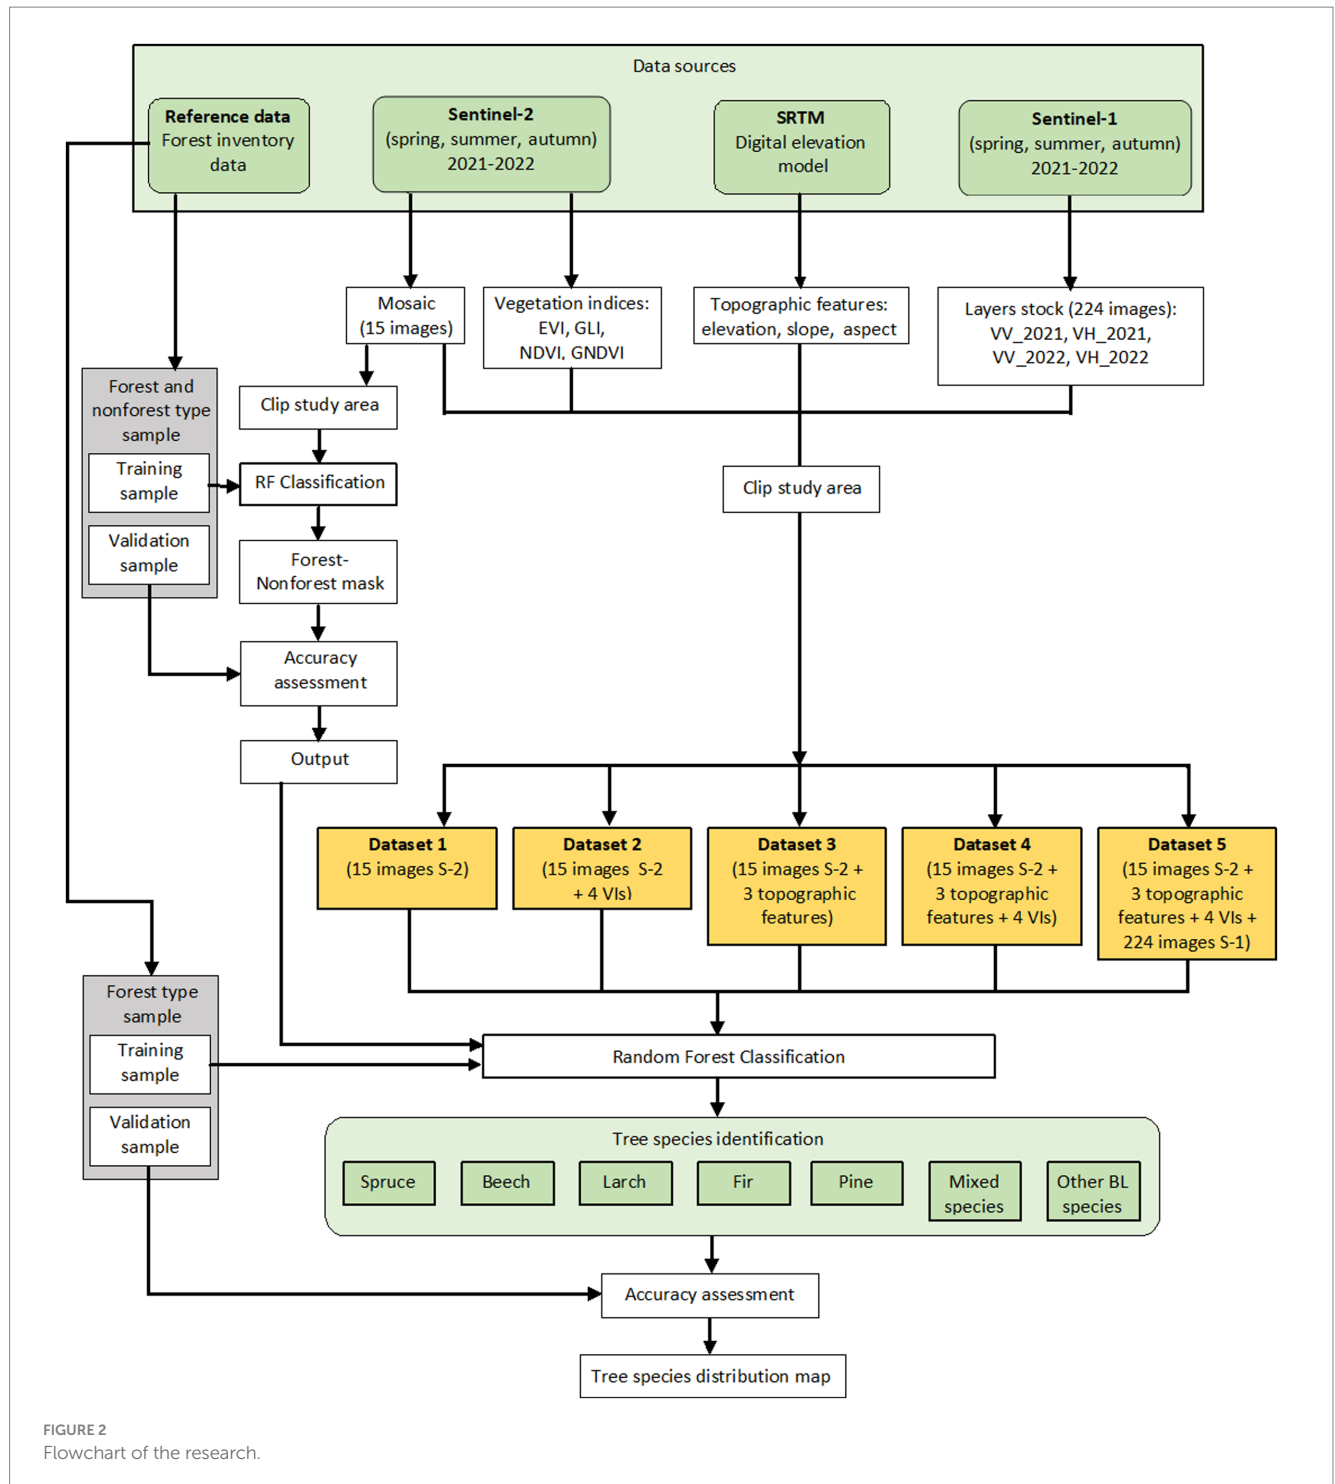 Data sources
Reference data
Forest inventory
data
Sentinel-2
(spring, summer, autumn)
2021-2022
SRTM
Digital elevation
model
Sentinel-1
(spring, summer, autumn)
2021-2022
Mosaic
(15 images)
Vegetation indices:
EVI, GLI,
NDVI, GNDVI
Topographic features:
elevation, slope, aspect
Layers stock (224 images):
VV_2021, VH_2021,
VV_2022, VH_2022
Forest and
nonforest type
sample
Training
sample
Validation
sample
Clip study area
RF Classification
Forest-
Nonforest mask
Accuracy
assessment
Output
Clip study area
Dataset 1
(15 images S-2)
Dataset 2
(15 images S-2
+ 4 VIs)
Dataset 3
(15 images S-2 +
3 topographic
features)
Dataset 4
(15 images S-2 +
3 topographic
features + 4 VIs)
Dataset 5
(15 images S-2 +
3 topographic
features + 4 VIs +
224 images S-1)
Forest type
sample
Training
sample
Validation
sample
Random Forest Classification
Tree species identification
Spruce
Beech
Larch
Fir
Pine
Mixed
species
Other BL
species
Accuracy assessment
Tree species distribution map
FIGURE 2
Flowchart of the research.